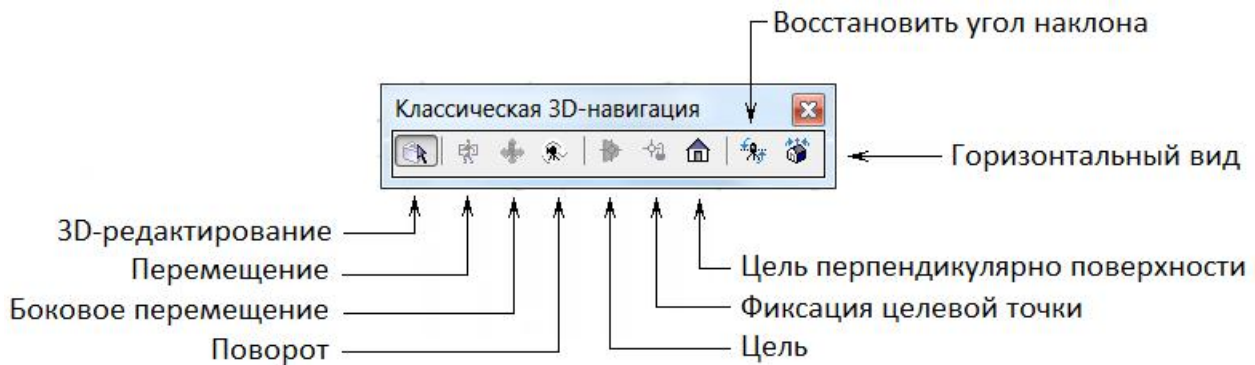 Восстановить угол наклона
Классическая 3D-навигация
Горизонтальный вид
3D-редактирование
Перемещение
Боковое перемещение
Поворот
Цель перпендикулярно поверхности
Фиксация целевой точки
Цель